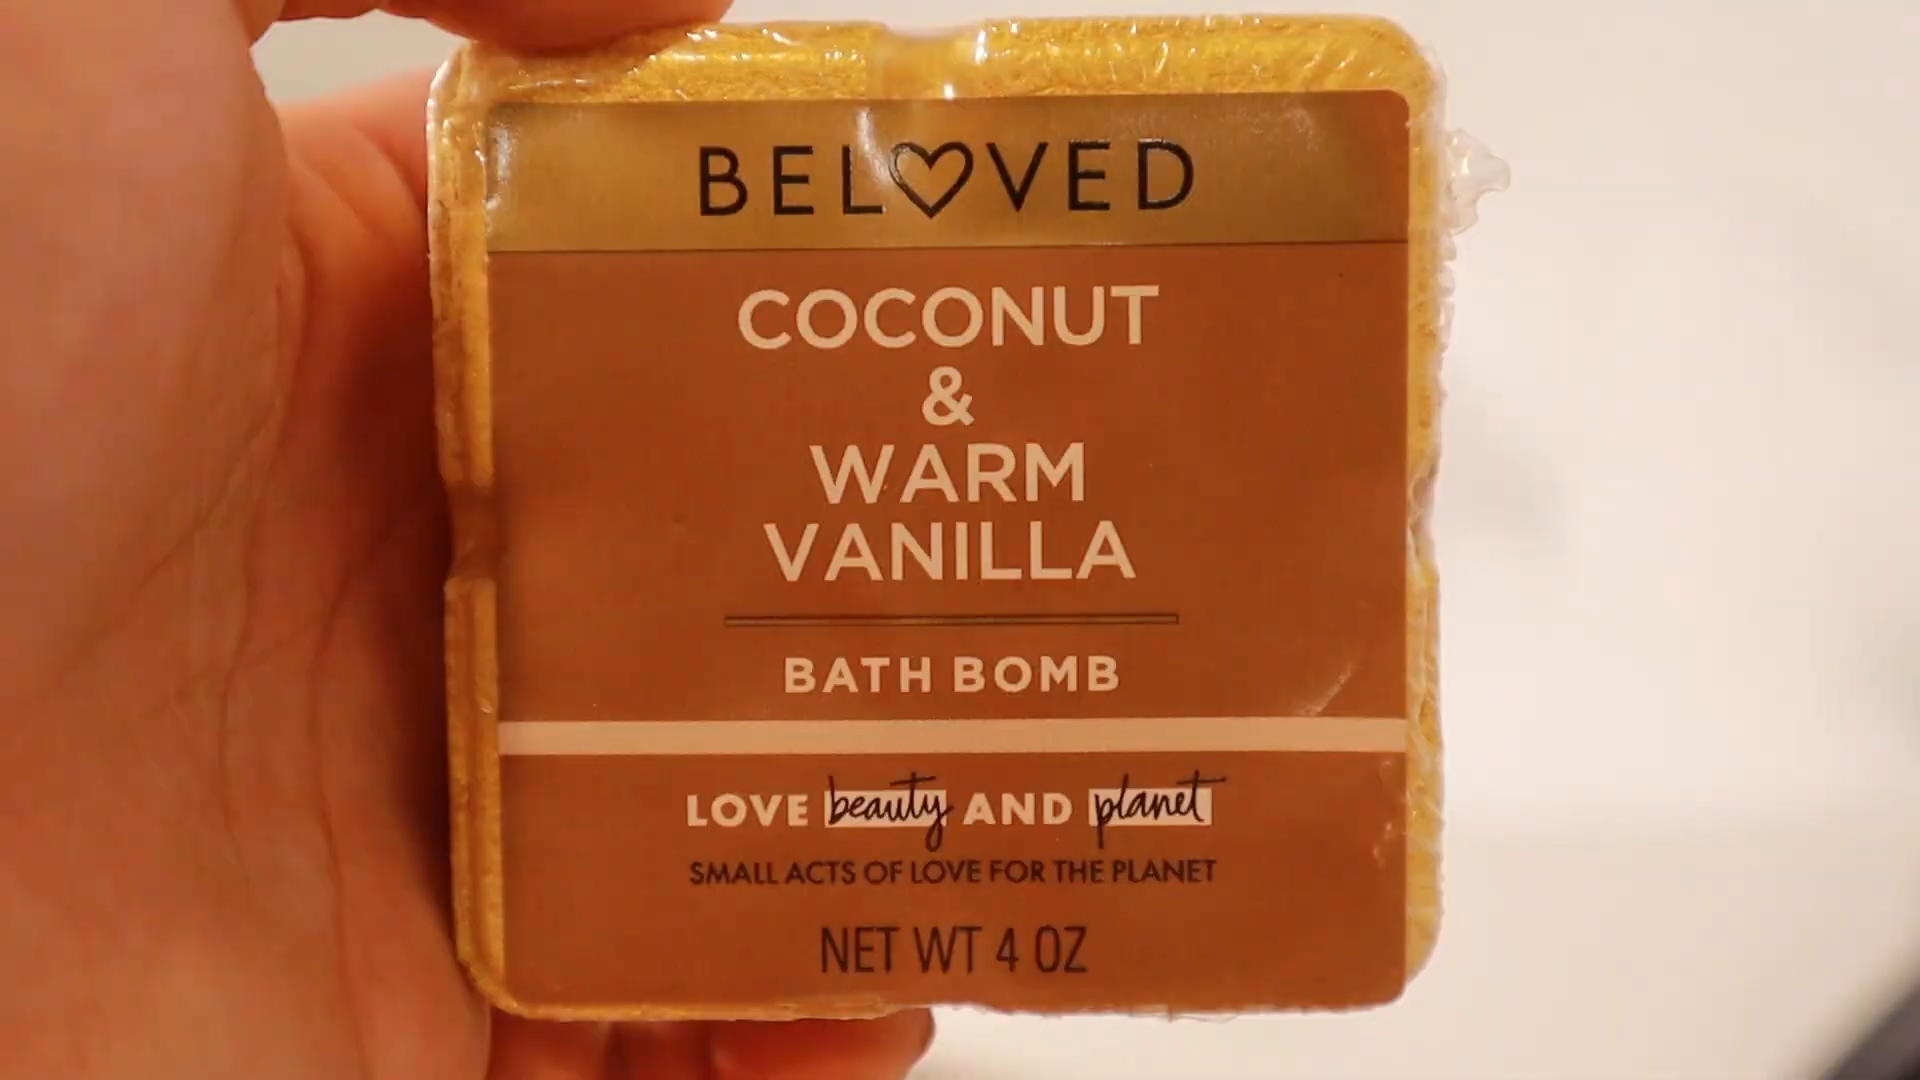 BELOVED
COCONUT
&
WARM
VANILLA
BATH BOMB
LOVE beauty AND planet
SMALL ACTS OF LOVE FOR THE PLANET
NET WT 4 OZ